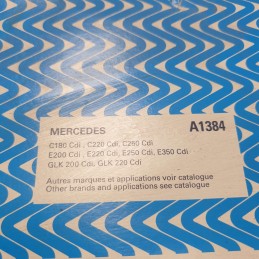 MERCEDES A1384
C180 Cdi , C220 Cdi, C250 Cdi
E200 Cdi , E220 Cdi, E250 Cdi, E350 Cdi
GLK 200 Cdi, GLK 220 Cdi
Autres marques et applications voir catalogue
Other brands and applications see catalogue